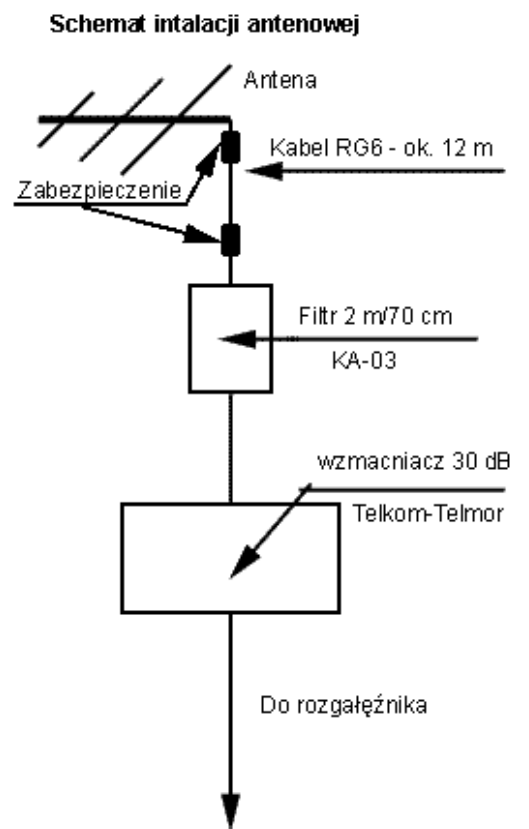 Schemat intalacji antenowej
Antena
Kabel RG6 - ok. 12 m
Zabezpieczenie
Filtr 2 m/70 cm
KA-03
wzmacniacz 30 dB
Telkom-Telmor
Do rozgałęźnika